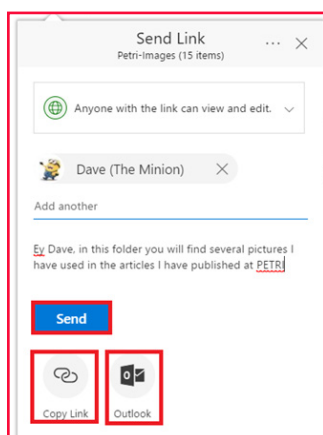 Send Link
Petri-Images (15 items)
Anyone with the link can view and edit.
Dave (The Minion)
Add another
Ey Dave, in this folder you will find several pictures I
have used in the articles I have published at PETRI
Send
Copy Link
Outlook